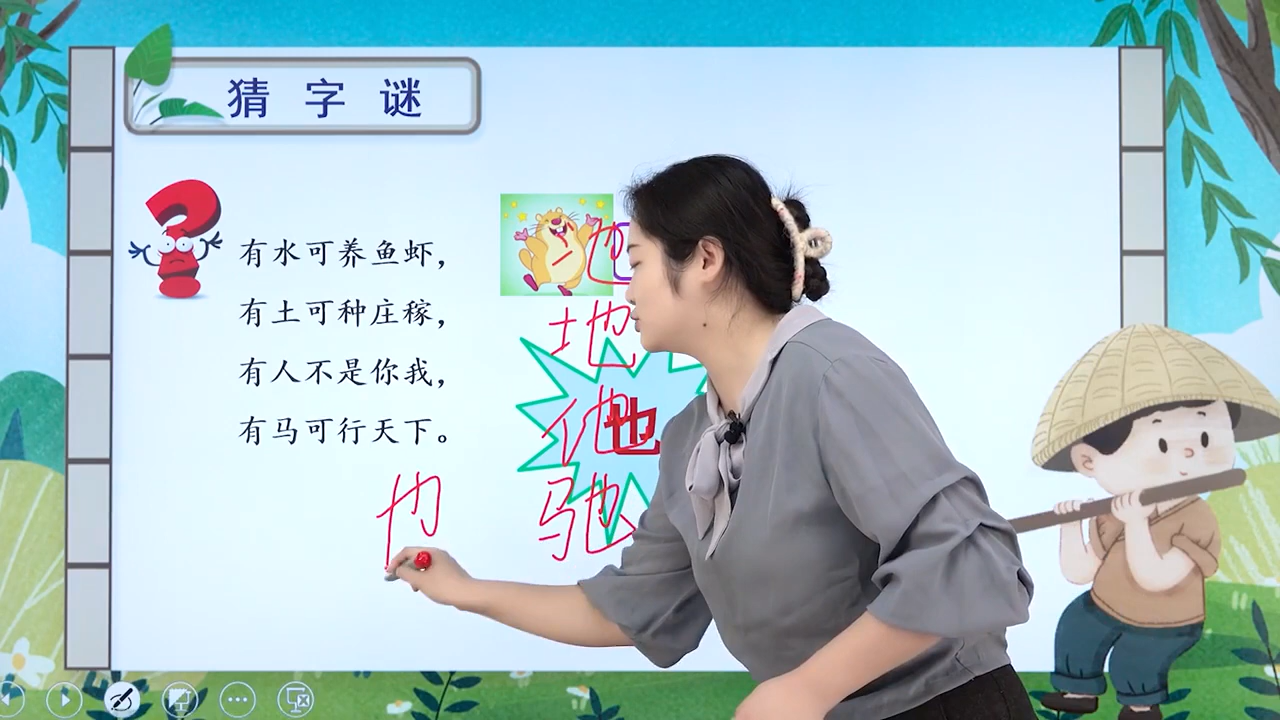 猜字谜
有水可养鱼虾，
有土可种庄稼，
有人不是你我，
有马可行天下。
地
他
也
驰
也